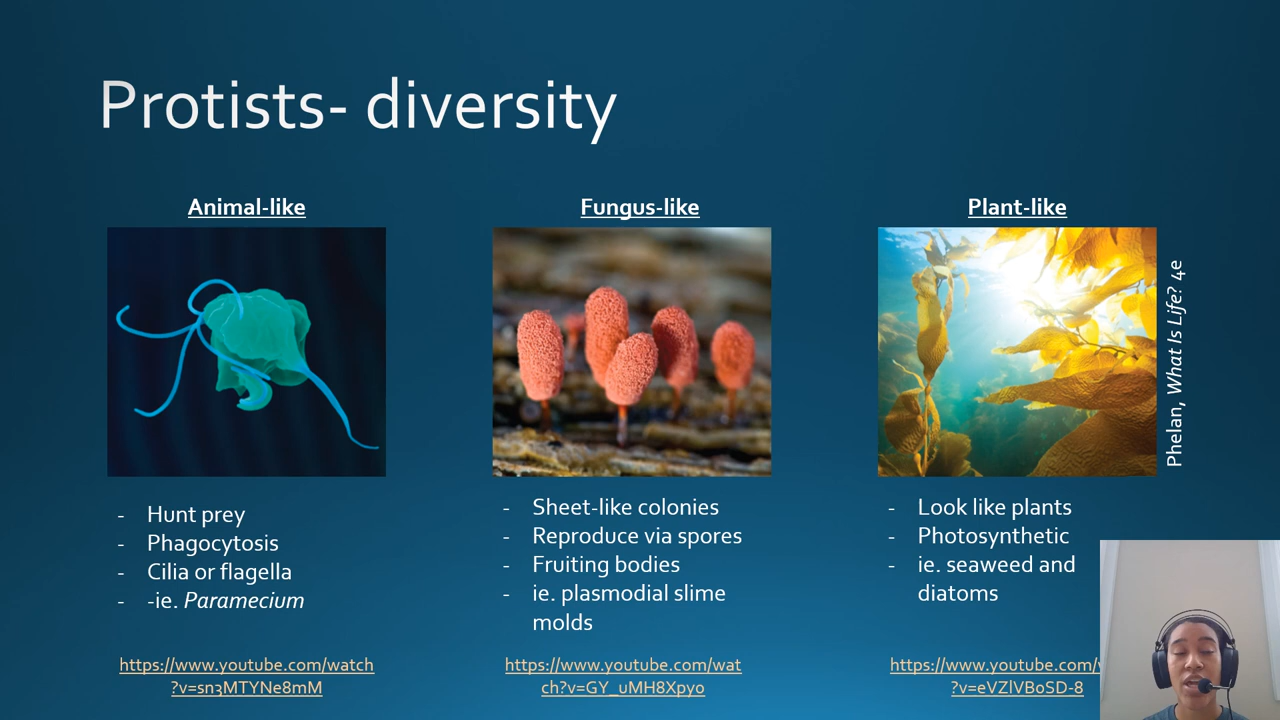 Protists- diversity
Animal-like
Fungus-like
Plant-like
Phelan, What Is Life? 4e
- Hunt prey
- Phagocytosis
- Cilia or flagella
- -ie. Paramecium
- Sheet-like colonies
- Reproduce via spores
- Fruiting bodies
- ie. plasmodial slime
molds
- Look like plants
- Photosynthetic
- ie. seaweed and
diatoms
https://www.youtube.com/watch
?v=sn3MTYNe8mM
https://www.youtube.com/wat
ch?v=GY_uMH8Xpyo
https://www.youtube.com/
?v=eVZlVBoSD-8